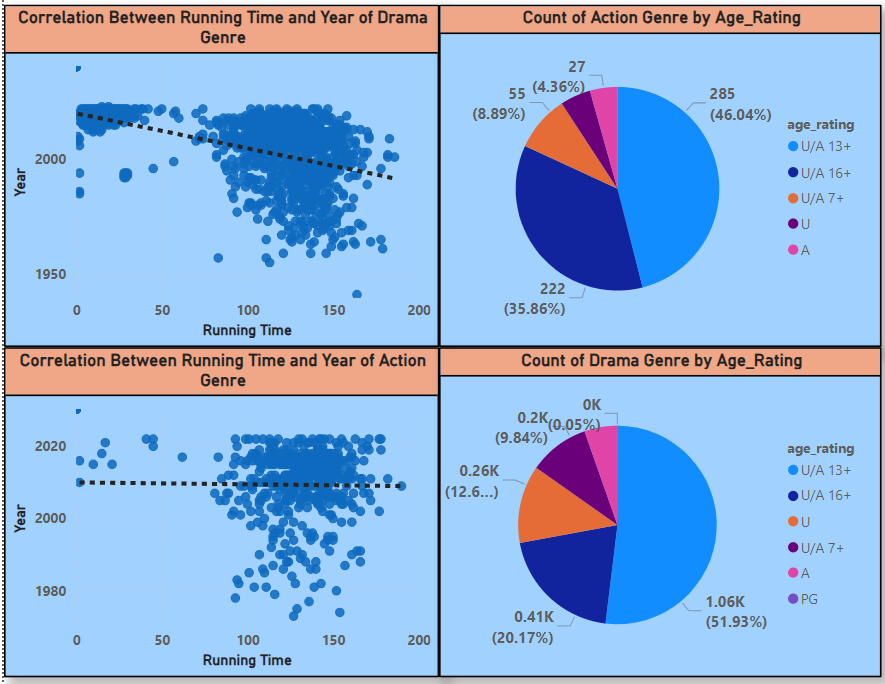 Correlation Between Running Time and Year of Drama
Genre
Year
2000
1950
0 50 100 150 200
Running Time
Count of Action Genre by Age_Rating
27
(4.36%)
55
(8.89%)
285
(46.04%)
222
(35.86%)
age_rating
U/A 13+
U/A 16+
U/A 7+
U
A
Correlation Between Running Time and Year of Action
Genre
Year
2020
2000
1980
0 50 100 150 200
Running Time
Count of Drama Genre by Age_Rating
0K
(0.05%)
0.2K
(9.84%)
0.26K
(12.6...)
0.41K
(20.17%)
1.06K
(51.93%)
age_rating
U/A 13+
U/A 16+
U
U/A 7+
A
PG